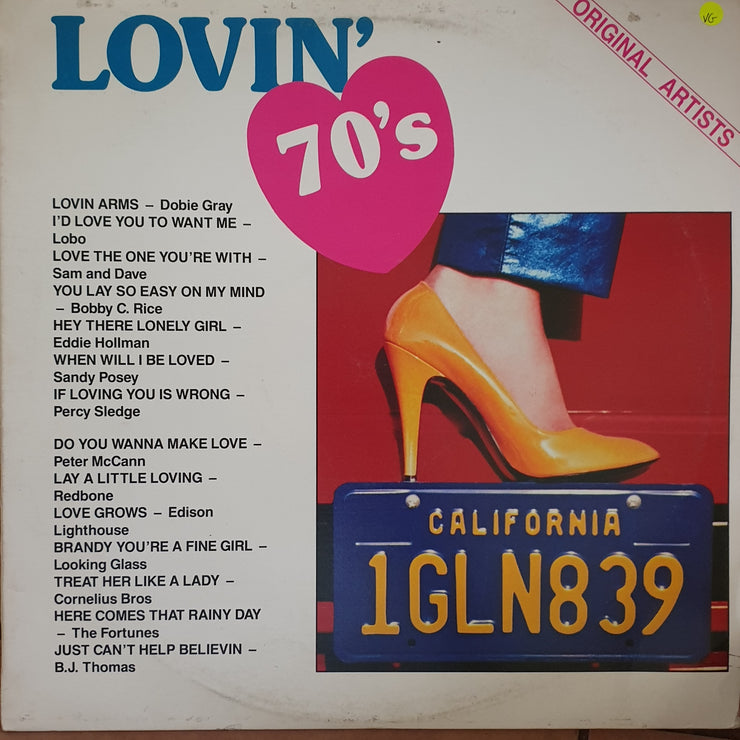 LOVIN'
70's
ORIGINAL ARTISTS
VG
LOVIN ARMS – Dobie Gray
I'D LOVE YOU TO WANT ME –
Lobo
LOVE THE ONE YOU'RE WITH –
Sam and Dave
YOU LAY SO EASY ON MY MIND
– Bobby C. Rice
HEY THERE LONELY GIRL –
Eddie Hollman
WHEN WILL I BE LOVED –
Sandy Posey
IF LOVING YOU IS WRONG –
Percy Sledge
DO YOU WANNA MAKE LOVE –
Peter McCann
LAY A LITTLE LOVING –
Redbone
LOVE GROWS – Edison
Lighthouse
BRANDY YOU'RE A FINE GIRL –
Looking Glass
TREAT HER LIKE A LADY –
Cornelius Bros
HERE COMES THAT RAINY DAY
– The Fortunes
JUST CAN'T HELP BELIEVIN –
B.J. Thomas
CALIFORNIA
1GLN839